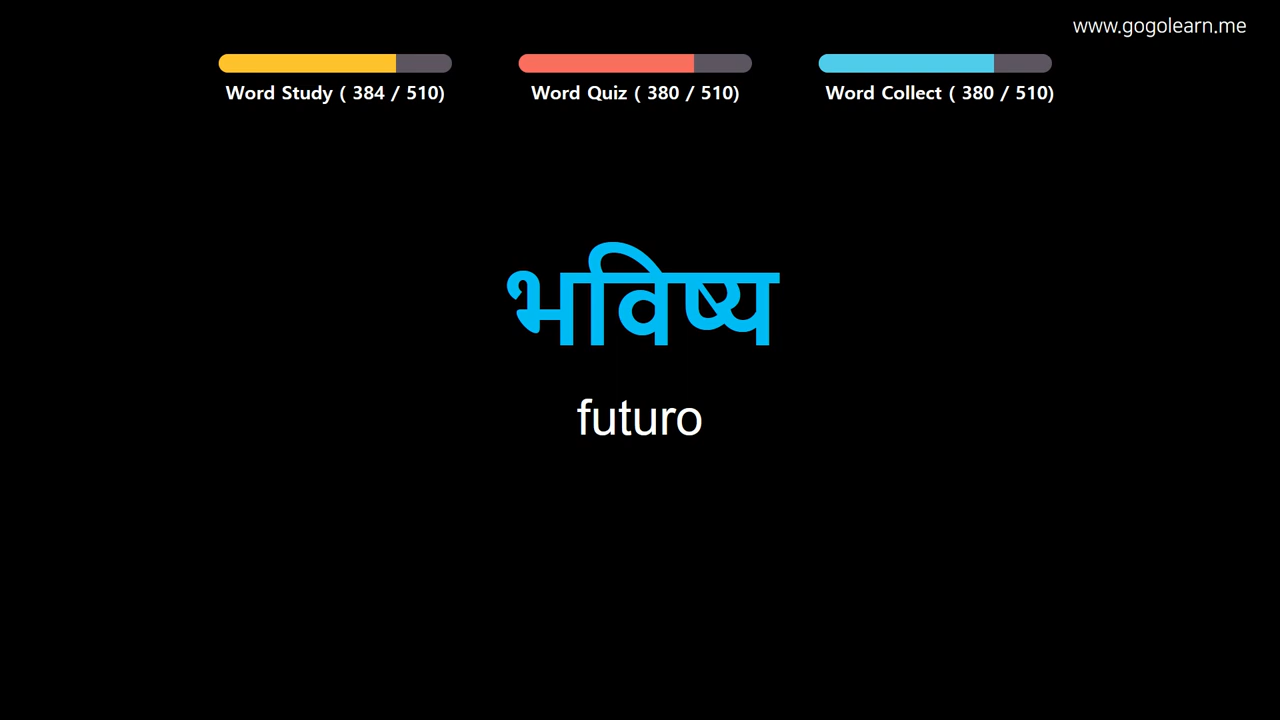 www.gogolearn.me
Word Study ( 384 / 510)
Word Quiz ( 380 / 510)
Word Collect ( 380 / 510)
भविष्य
futuro